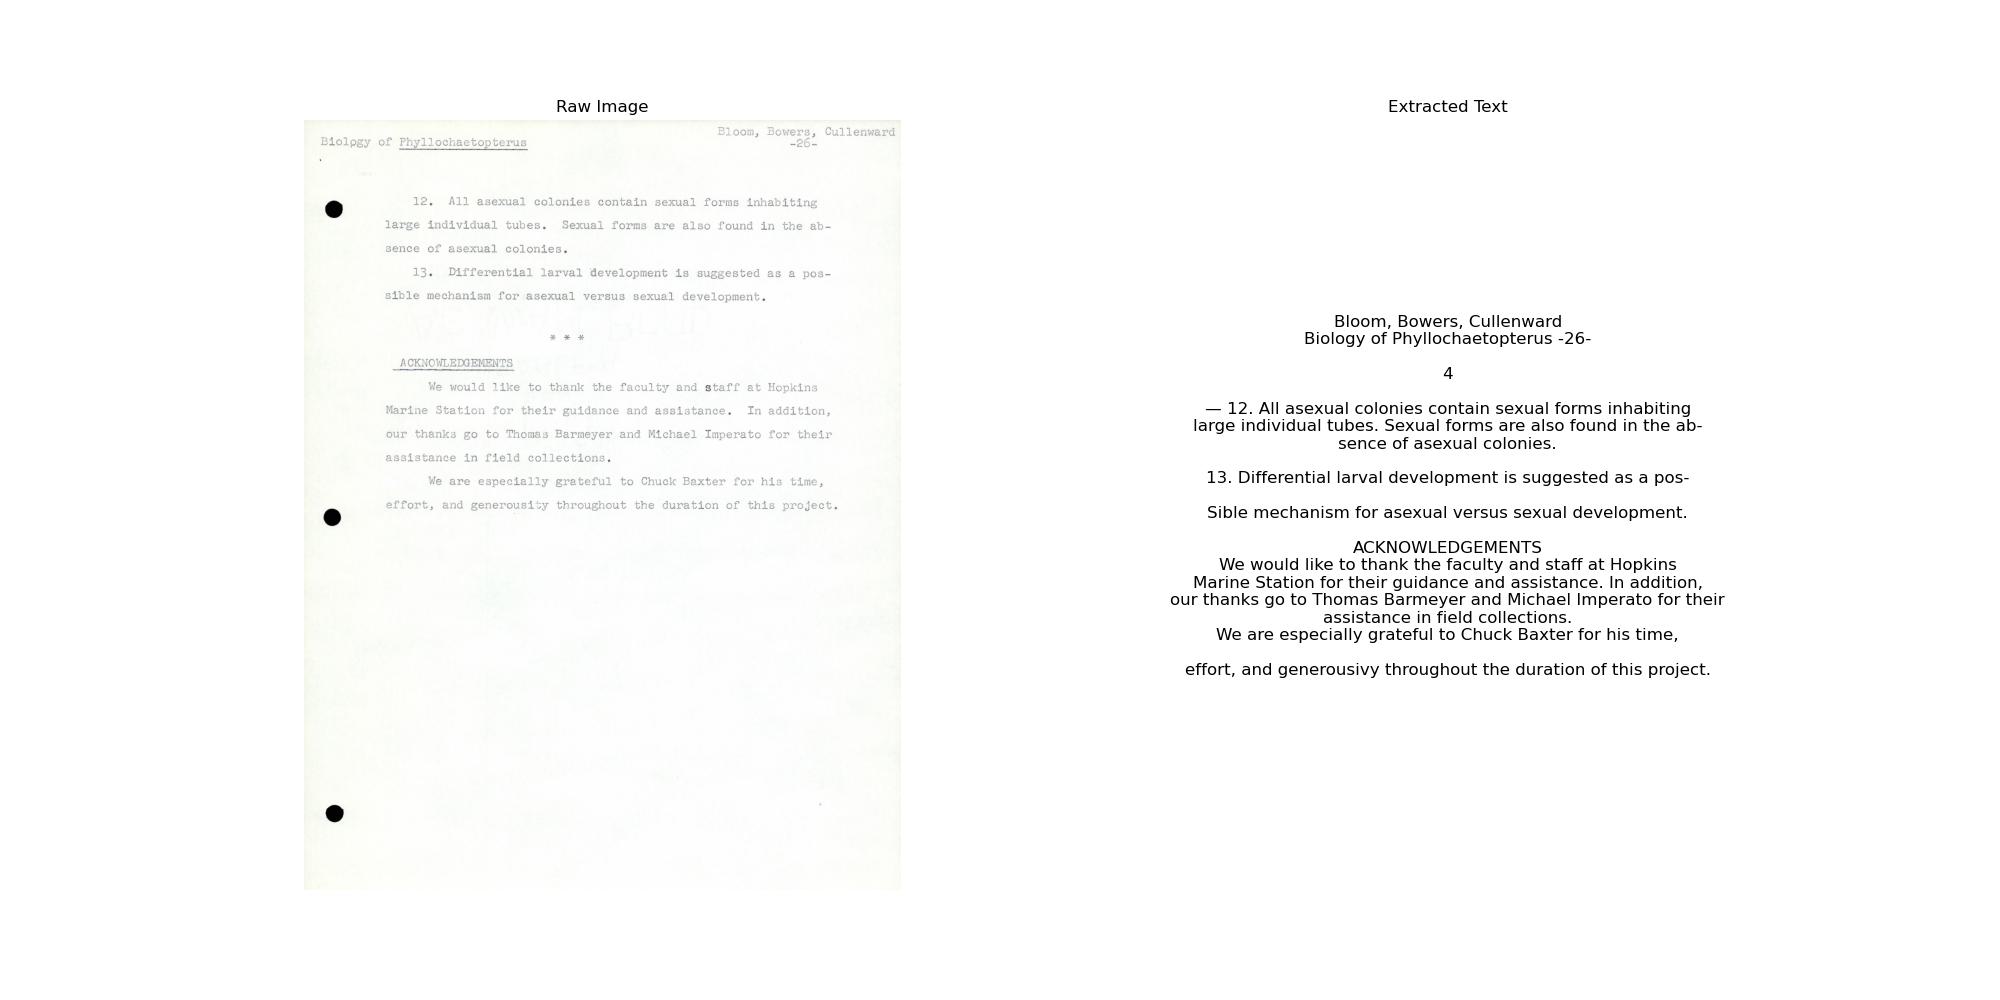 Raw Image
Bloom, Bowers, Cullenward
Biology of Phyllochaetopterus
-26-
12. All asexual colonies contain sexual forms inhabiting
large individual tubes. Sexual forms are also found in the ab-
sence of asexual colonies.
13. Differential larval development is suggested as a pos-
sible mechanism for asexual versus sexual development.
* * *
ACKNOWLEDGEMENTS
We would like to thank the faculty and staff at Hopkins
Marine Station for their guidance and assistance. In addition,
our thanks go to Thomas Barmeyer and Michael Imperato for their
assistance in field collections.
We are especially grateful to Chuck Baxter for his time,
effort, and generousity throughout the duration of this project.
Extracted Text
Bloom, Bowers, Cullenward
Biology of Phyllochaetopterus -26-
4
— 12. All asexual colonies contain sexual forms inhabiting
large individual tubes. Sexual forms are also found in the ab-
sence of asexual colonies.
13. Differential larval development is suggested as a pos-
Sible mechanism for asexual versus sexual development.
ACKNOWLEDGEMENTS
We would like to thank the faculty and staff at Hopkins
Marine Station for their guidance and assistance. In addition,
our thanks go to Thomas Barmeyer and Michael Imperato for their
assistance in field collections.
We are especially grateful to Chuck Baxter for his time,
effort, and generousivy throughout the duration of this project.